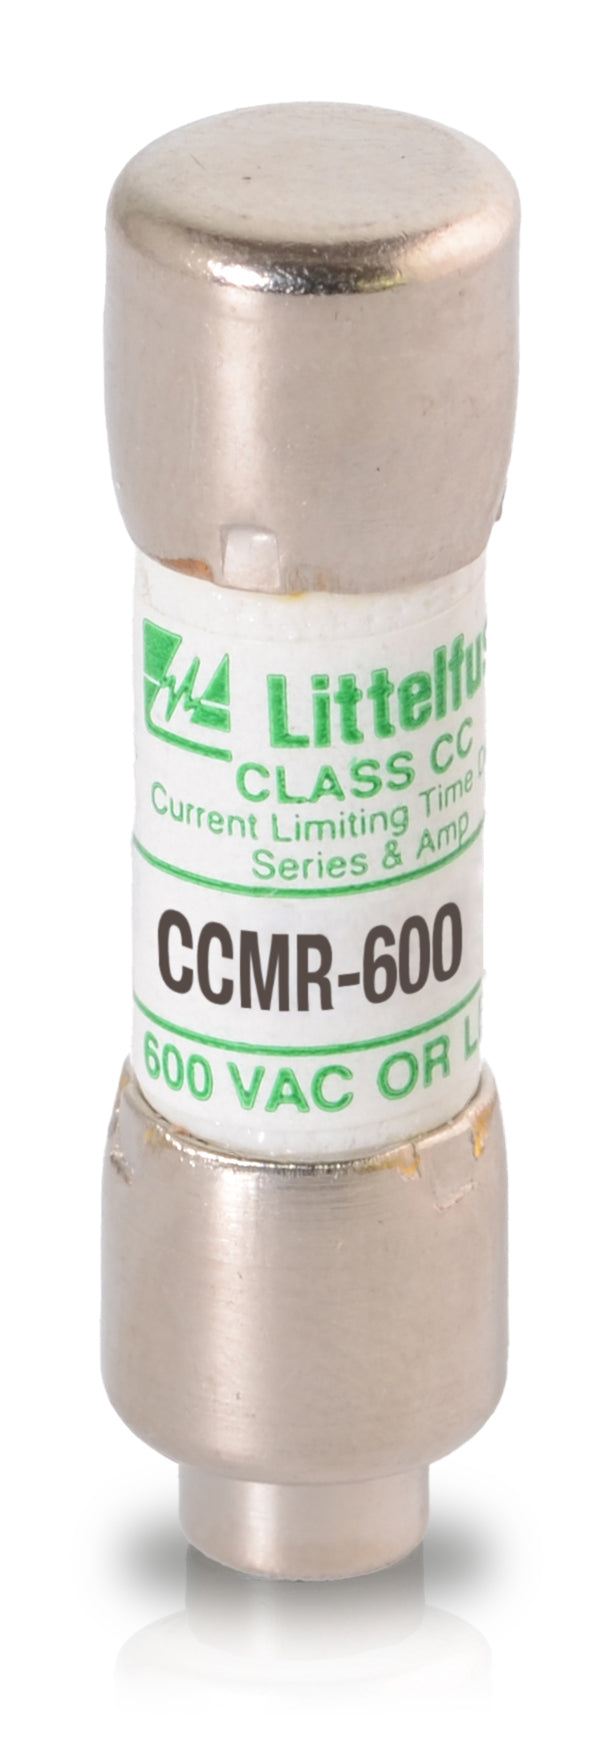 Littelfus
CLASS CC
Current Limiting Time D
Series & Amp
CCMR-600
600 VAC OR L